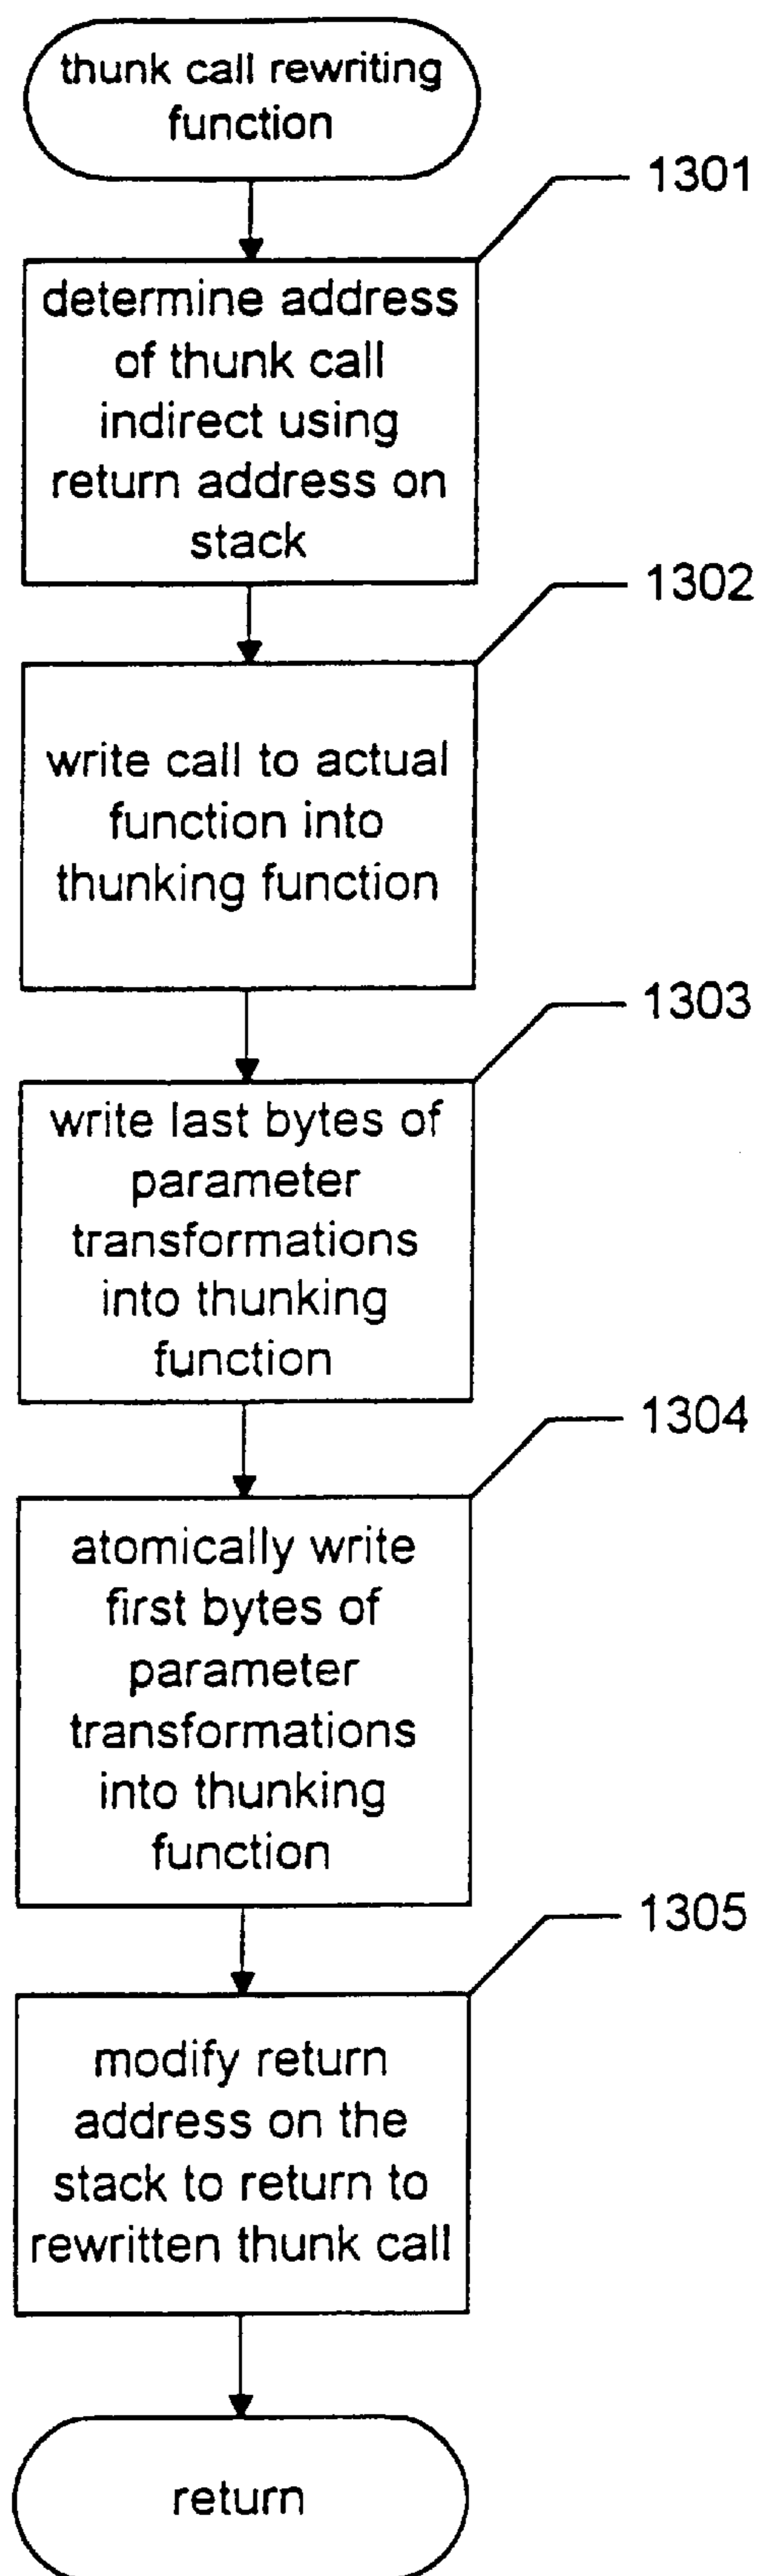 thunk call rewriting
function
1301
determine address
of thunk call
indirect using
return address on
stack
1302
write call to actual
function into
thunking function
1303
write last bytes of
parameter
transformations
into thunking
function
1304
atomically write
first bytes of
parameter
transformations
into thunking
function
1305
modify return
address on the
stack to return to
rewritten thunk call
return